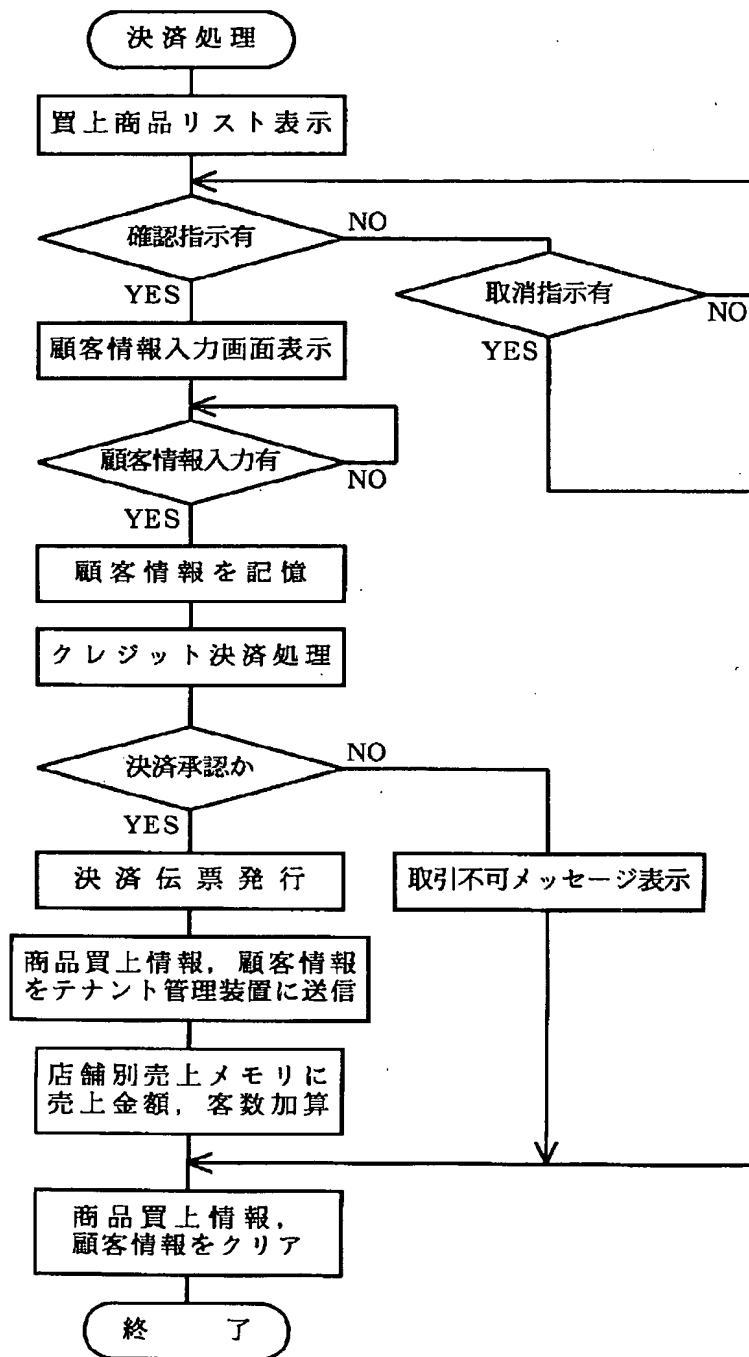 決済処理
買上商品リスト表示
確認指示有
NO
YES
取消指示有
NO
YES
顧客情報入力画面表示
顧客情報入力有
NO
YES
顧客情報を記憶
クレジット決済処理
決済承認か
NO
YES
決済伝票発行
取引不可メッセージ表示
商品買上情報，顧客情報
をテナント管理装置に送信
店舗別売上メモリに
売上金額，客数加算
商品買上情報，
顧客情報をクリア
終　了